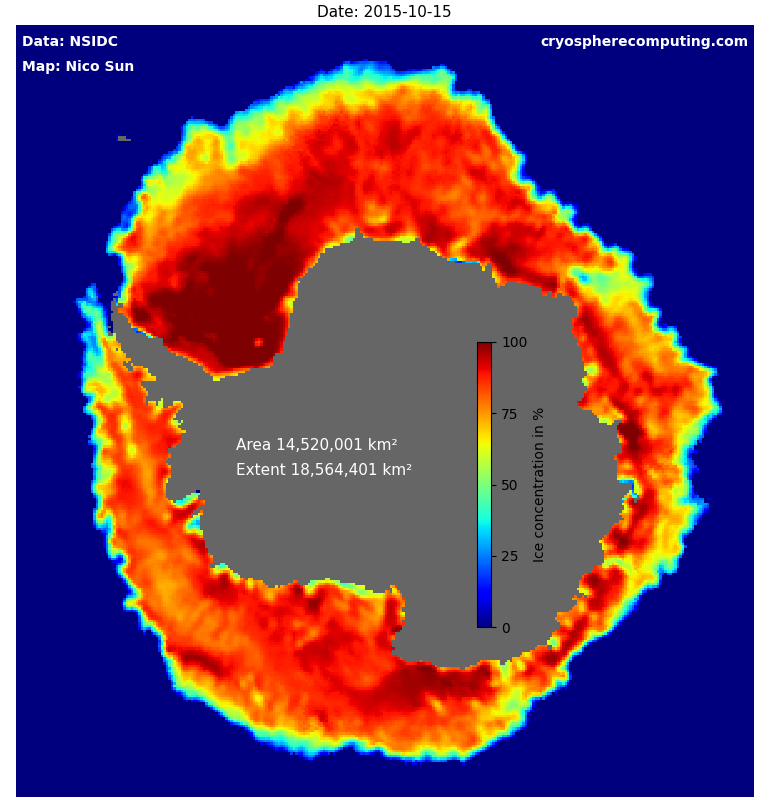 Date: 2015-10-15
Data: NSIDC
cryospherecomputing.com
Map: Nico Sun
100
75
50
25
0
Ice concentration in %
Area 14,520,001 km²
Extent 18,564,401 km²